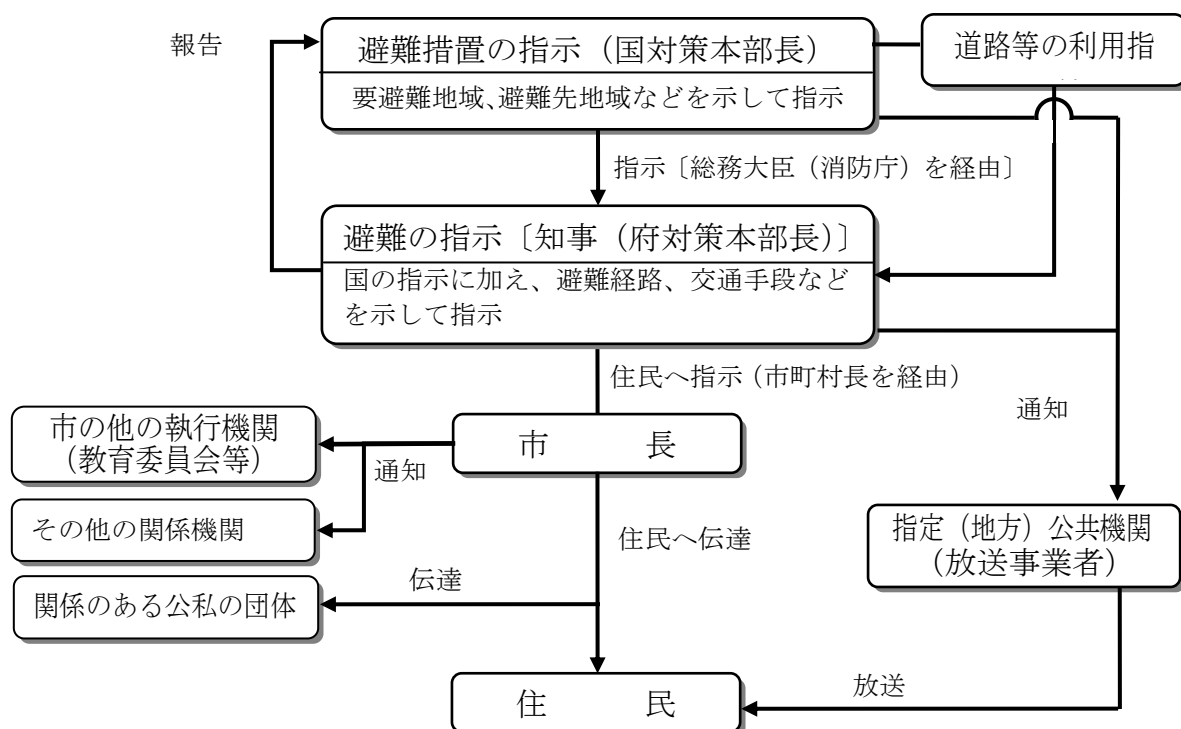 報告
避難措置の指示（国対策本部長）
道路等の利用指
要避難地域、避難先地域などを示して指示
指示〔総務大臣（消防庁）を経由〕
避難の指示〔知事（府対策本部長）〕
国の指示に加え、避難経路、交通手段など
を示して指示
住民へ指示（市町村長を経由）
通知
市の他の執行機関
（教育委員会等）
市　　　長
通知
その他の関係機関
住民へ伝達
指定（地方）公共機関
（放送事業者）
伝達
関係のある公私の団体
放送
住　　　民